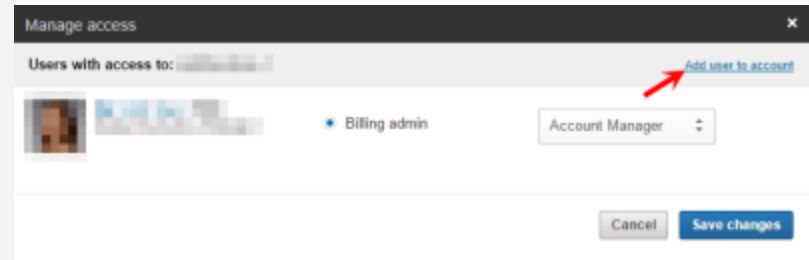 Manage access ×
Users with access to:
Add user to account
Billing admin
Account Manager
Cancel
Save changes